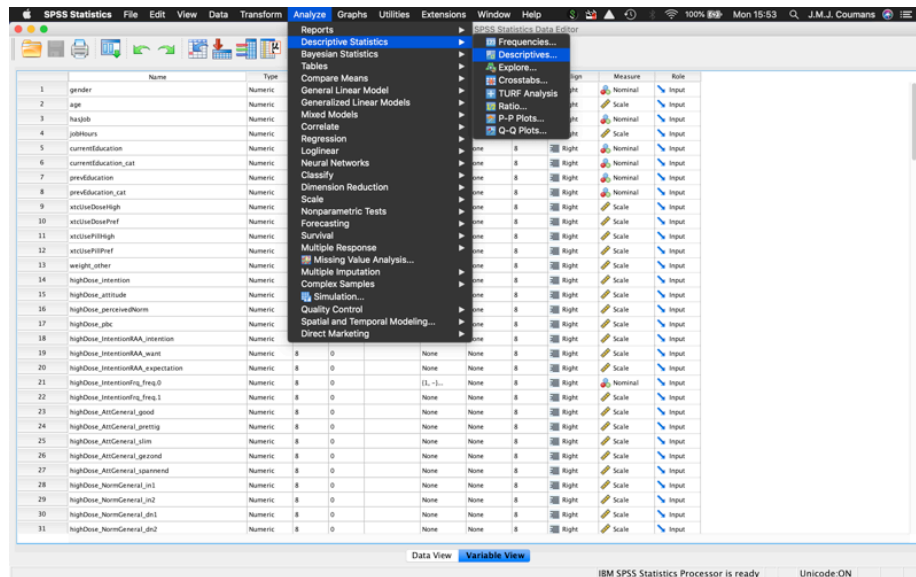 SPSS Statistics File Edit View Data Transform Analyze Graphs Utilities Extensions Window Help 100% Mon 15:53 J.M.J. Coumans
SPSS Statistics Data Editor
Reports
Descriptive Statistics
Bayesian Statistics
Tables
Compare Means
General Linear Model
Generalized Linear Models
Mixed Models
Correlate
Regression
Loglinear
Neural Networks
Classify
Dimension Reduction
Scale
Nonparametric Tests
Forecasting
Survival
Multiple Response
Missing Value Analysis...
Multiple Imputation
Complex Samples
Simulation...
Quality Control
Spatial and Temporal Modeling...
Direct Marketing
Frequencies...
Descriptives...
Explore...
Crosstabs...
TURF Analysis
Ratio...
P-P Plots...
Q-Q Plots...
Name Type Measure Role
1 gender Numeric Nominal Input
2 age Numeric Scale Input
3 hasJob Numeric Nominal Input
4 jobHours Numeric Scale Input
5 currentEducation Numeric 8 Right Nominal Input
6 currentEducation_cat Numeric 8 Right Nominal Input
7 prevEducation Numeric 8 Right Nominal Input
8 prevEducation_cat Numeric 8 Right Nominal Input
9 xtcUseDoseHigh Numeric 8 Right Scale Input
10 xtcUseDosePref Numeric 8 Right Scale Input
11 xtcUsePillHigh Numeric 8 Right Scale Input
12 xtcUsePillPref Numeric 8 Right Scale Input
13 weight_other Numeric 8 Right Scale Input
14 highDose_intention Numeric 8 Right Scale Input
15 highDose_attitude Numeric 8 Right Scale Input
16 highDose_perceivedNorm Numeric 8 Right Scale Input
17 highDose_pbc Numeric 8 Right Scale Input
18 highDose_IntentionRAA_intention Numeric 8 Right Scale Input
19 highDose_IntentionRAA_want Numeric 8 0 None None 8 Right Scale Input
20 highDose_IntentionRAA_expectation Numeric 8 0 None None 8 Right Scale Input
21 highDose_IntentionFrq_freq.0 Numeric 8 0 {1, -}... None 8 Right Nominal Input
22 highDose_IntentionFrq_freq.1 Numeric 8 0 None None 8 Right Scale Input
23 highDose_AttGeneral_good Numeric 8 0 None None 8 Right Scale Input
24 highDose_AttGeneral_prettig Numeric 8 0 None None 8 Right Scale Input
25 highDose_AttGeneral_slim Numeric 8 0 None None 8 Right Scale Input
26 highDose_AttGeneral_gezond Numeric 8 0 None None 8 Right Scale Input
27 highDose_AttGeneral_spannend Numeric 8 0 None None 8 Right Scale Input
28 highDose_NormGeneral_in1 Numeric 8 0 None None 8 Right Scale Input
29 highDose_NormGeneral_in2 Numeric 8 0 None None 8 Right Scale Input
30 highDose_NormGeneral_dn1 Numeric 8 0 None None 8 Right Scale Input
31 highDose_NormGeneral_dn2 Numeric 8 0 None None 8 Right Scale Input
Data View Variable View
IBM SPSS Statistics Processor is ready Unicode:ON